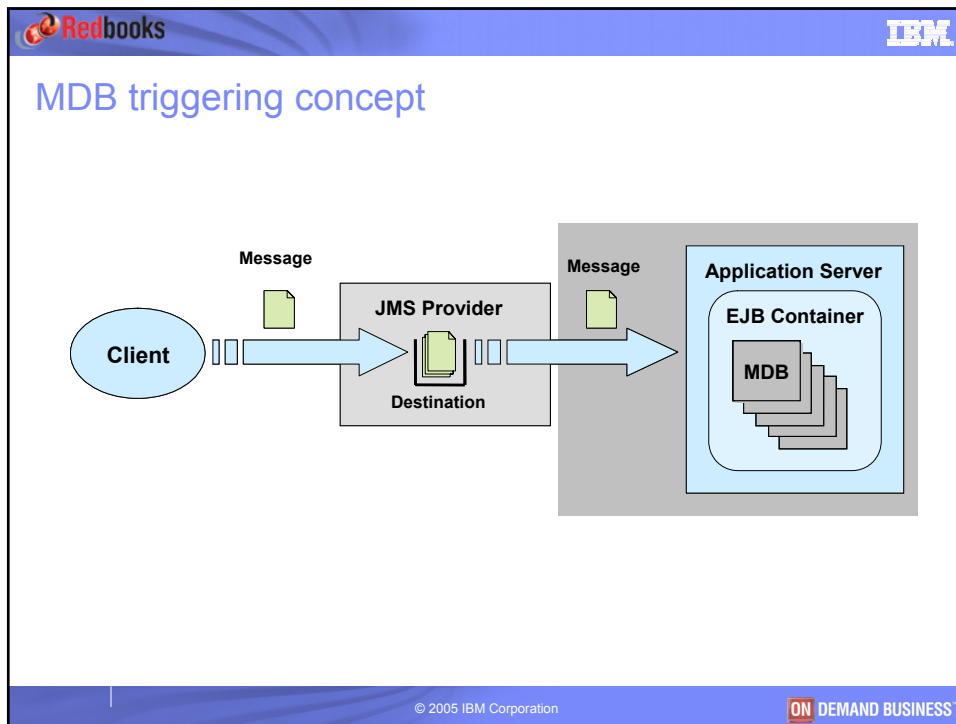 Redbooks
IBM
MDB triggering concept
Message
Message
Client
JMS Provider
Destination
Application Server
EJB Container
MDB
© 2005 IBM Corporation
ON DEMAND BUSINESS™